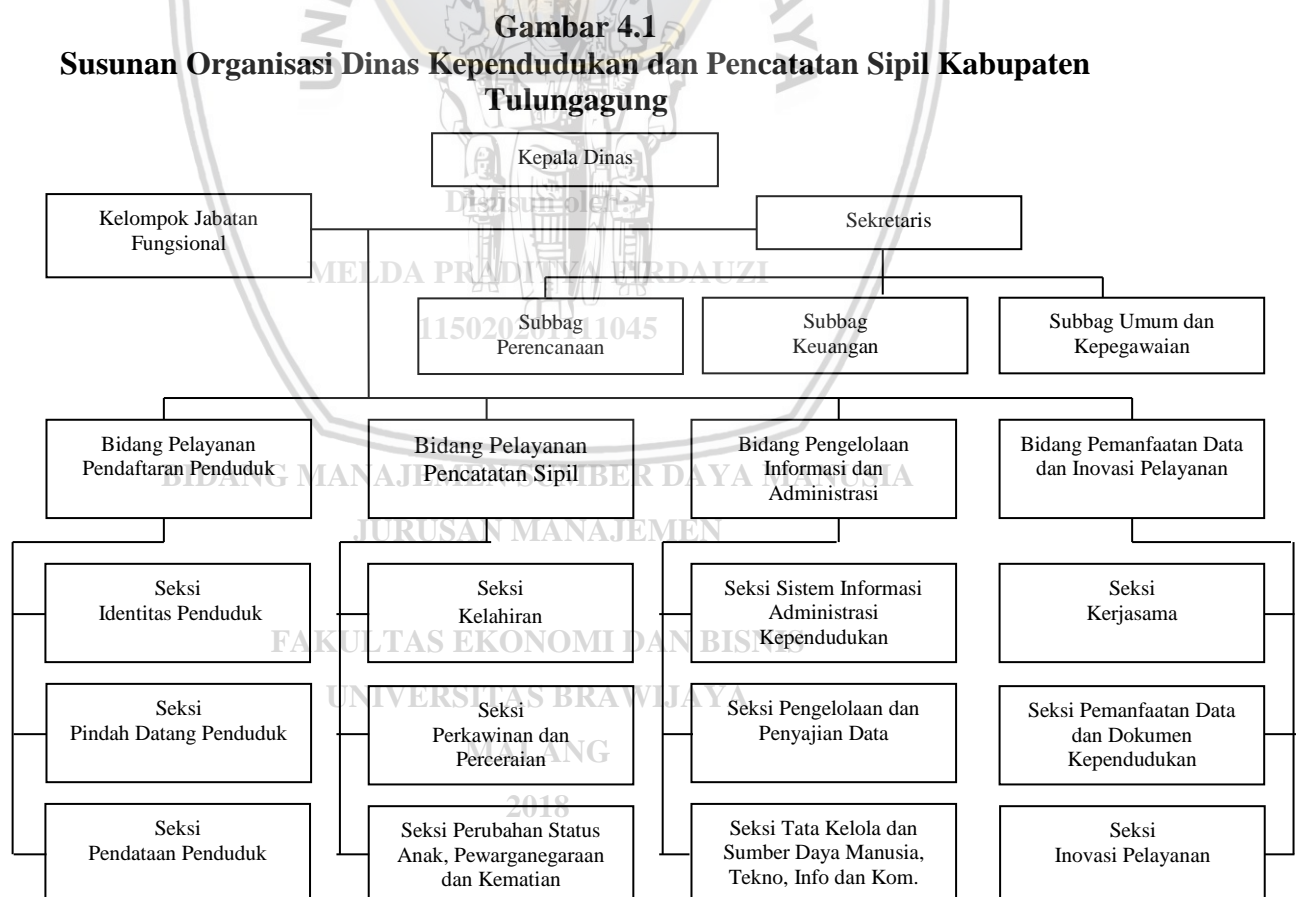 Gambar 4.1
Susunan Organisasi Dinas Kependudukan dan Pencatatan Sipil Kabupaten
Tulungagung
Kepala Dinas
Disusun oleh:
Kelompok Jabatan
Fungsional
Sekretaris
MELDA PRADITYA FIRDAUZI
115020201111045
Subbag
Perencanaan
Subbag
Keuangan
Subbag Umum dan
Kepegawaian
Bidang Pelayanan
Pendaftaran Penduduk
Bidang Pelayanan
Pencatatan Sipil
Bidang Pengelolaan
Informasi dan
Administrasi
Bidang Pemanfaatan Data
dan Inovasi Pelayanan
BIDANG MANAJEMEN SUMBER DAYA MANUSIA
JURUSAN MANAJEMEN
Seksi
Identitas Penduduk
Seksi
Kelahiran
Seksi Sistem Informasi
Administrasi
Kependudukan
Seksi
Kerjasama
FAKULTAS EKONOMI DAN BISNIS
UNIVERSITAS BRAWIJAYA
Seksi
Pindah Datang Penduduk
Seksi
Perkawinan dan
Perceraian
Seksi Pengelolaan dan
Penyajian Data
Seksi Pemanfaatan Data
dan Dokumen
Kependudukan
MALANG
2018
Seksi
Pendataan Penduduk
Seksi Perubahan Status
Anak, Pewarganegaraan
dan Kematian
Seksi Tata Kelola dan
Sumber Daya Manusia,
Tekno, Info dan Kom.
Seksi
Inovasi Pelayanan